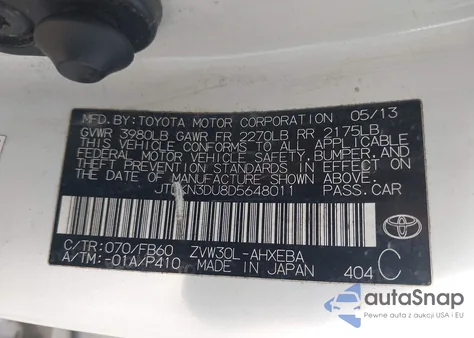 MFD.BY:TOYOTA MOTOR CORPORATION 05/13
GVWR 3980LB GAWR FR 2270LB RR 2175LB
THIS VEHICLE CONFORMS TO ALL APPLICABLE
FEDERAL MOTOR VEHICLE SAFETY, BUMPER, AND
THEFT PREVENTION STANDARDS IN EFFECT ON
THE DATE OF MANUFACTURE SHOWN ABOVE.
JTDKN3DU8D5648011 PASS.CAR
C/TR:070/FB60 ZVW30L-AHXEBA
A/TM:-01A/P410 MADE IN JAPAN 404 C
TOYOTA
autoSnap
Pewne auta z USA i EU